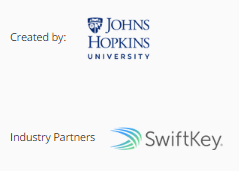 Created by:
JOHNS
HOPKINS
UNIVERSITY
Industry Partners
SwiftKey